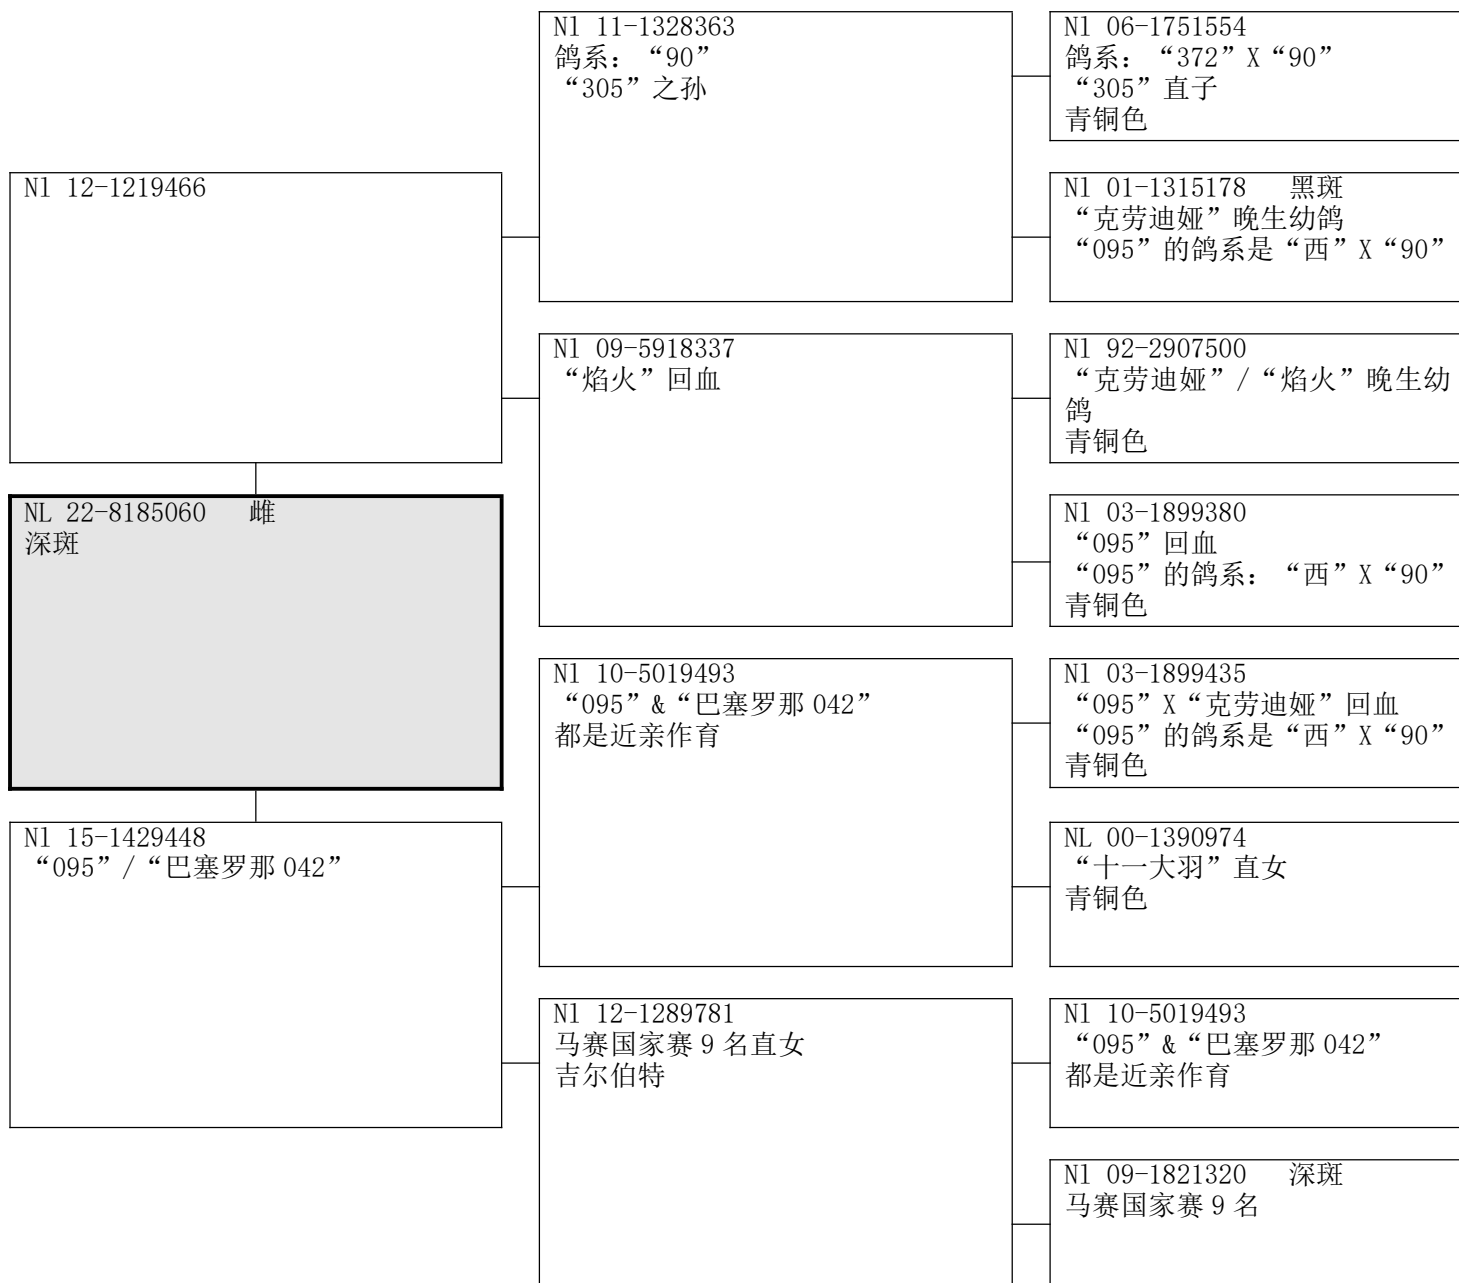 Nl 12-1219466
NL 22-8185060 雌
深斑
Nl 15-1429448
“095”/“巴塞罗那 042”
Nl 11-1328363
鸽系：“90”
“305”之孙
Nl 09-5918337
“焰火”回血
Nl 10-5019493
“095”&“巴塞罗那 042”
都是近亲作育
Nl 12-1289781
马赛国家赛 9 名直女
吉尔伯特
Nl 06-1751554
鸽系：“372”X“90”
“305”直子
青铜色
Nl 01-1315178 黑斑
“克劳迪娅”晚生幼鸽
“095”的鸽系是“西”X“90”
Nl 92-2907500
“克劳迪娅”/“焰火”晚生幼
鸽
青铜色
Nl 03-1899380
“095”回血
“095”的鸽系：“西”X“90”
青铜色
Nl 03-1899435
“095”X“克劳迪娅”回血
“095”的鸽系是“西”X“90”
青铜色
NL 00-1390974
“十一大羽”直女
青铜色
Nl 10-5019493
“095”&“巴塞罗那 042”
都是近亲作育
Nl 09-1821320 深斑
马赛国家赛 9 名